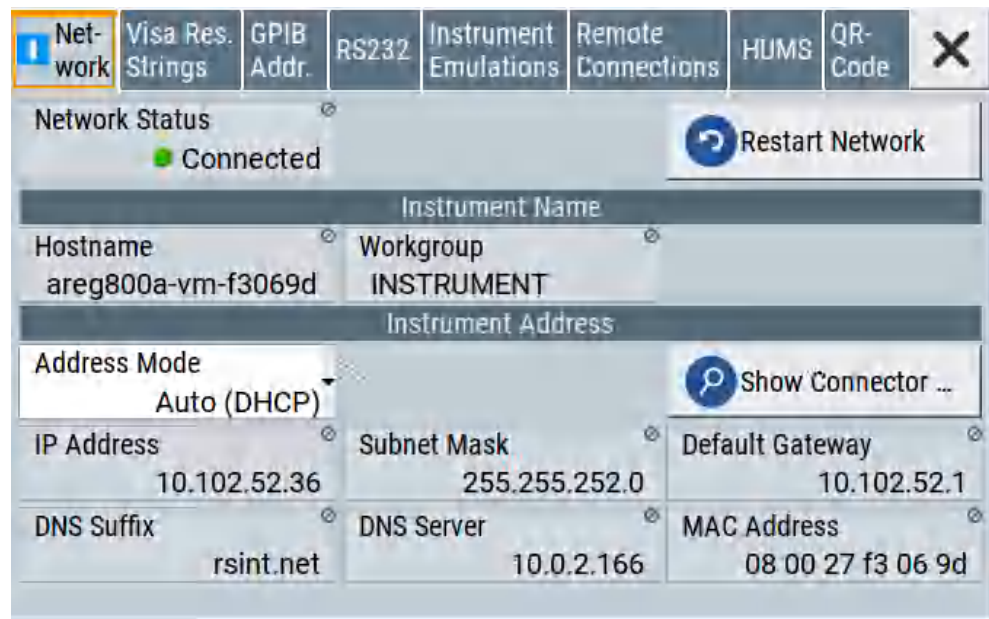 Net- Visa Res. GPIB RS232 Instrument Remote HUMS QR-
work Strings Addr. Emulations Connections Code
Network Status
Connected
Restart Network
Instrument Name
Hostname Workgroup
areg800a-vm-f3069d INSTRUMENT
Instrument Address
Address Mode
Auto (DHCP)
Show Connector ...
IP Address Subnet Mask Default Gateway
10.102.52.36 255.255.252.0 10.102.52.1
DNS Suffix DNS Server MAC Address
rsint.net 10.0.2.166 08 00 27 f3 06 9d